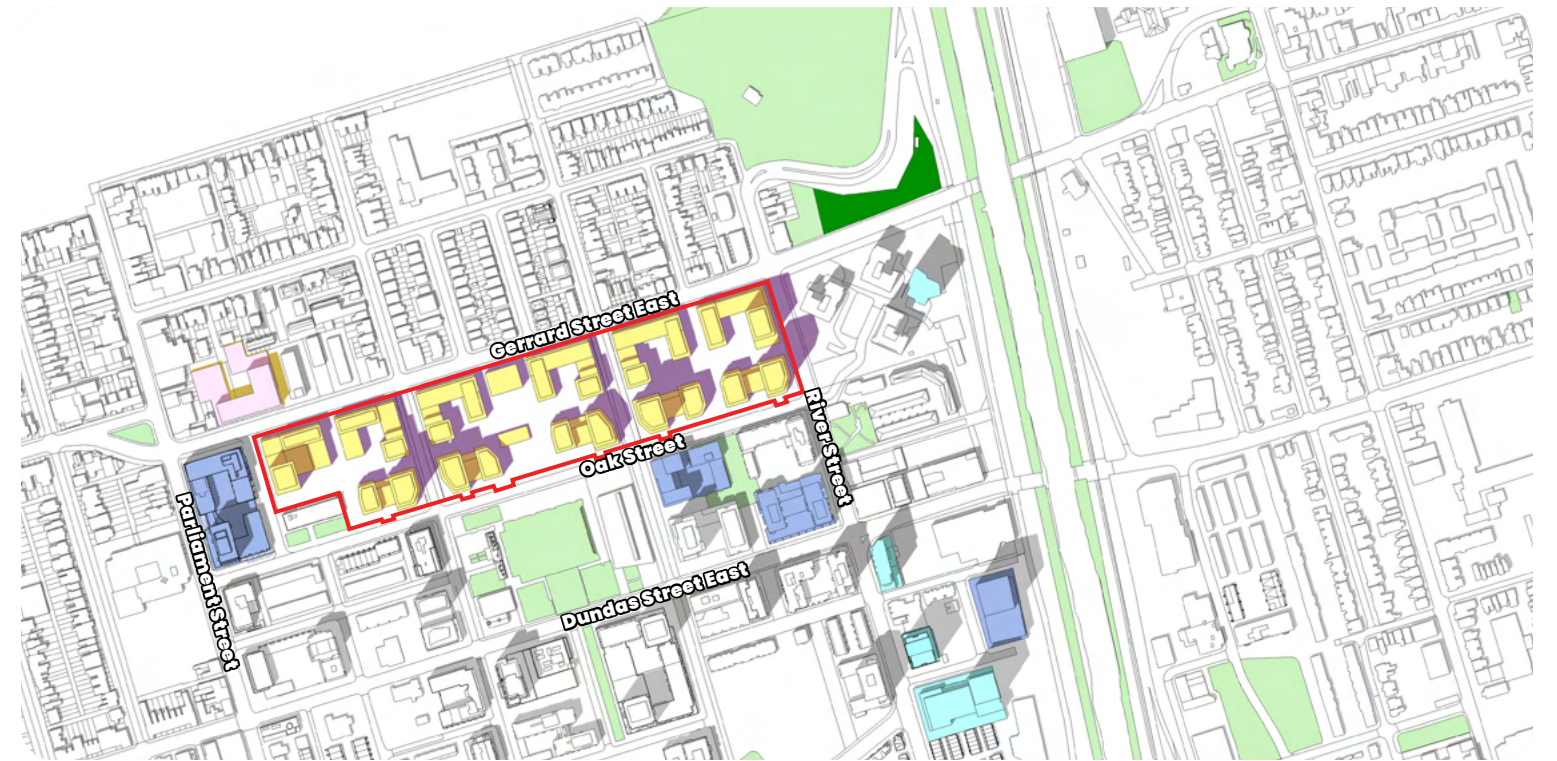 Gerrard Street East
Oak Street
River Street
Parliament Street
Dundas Street East